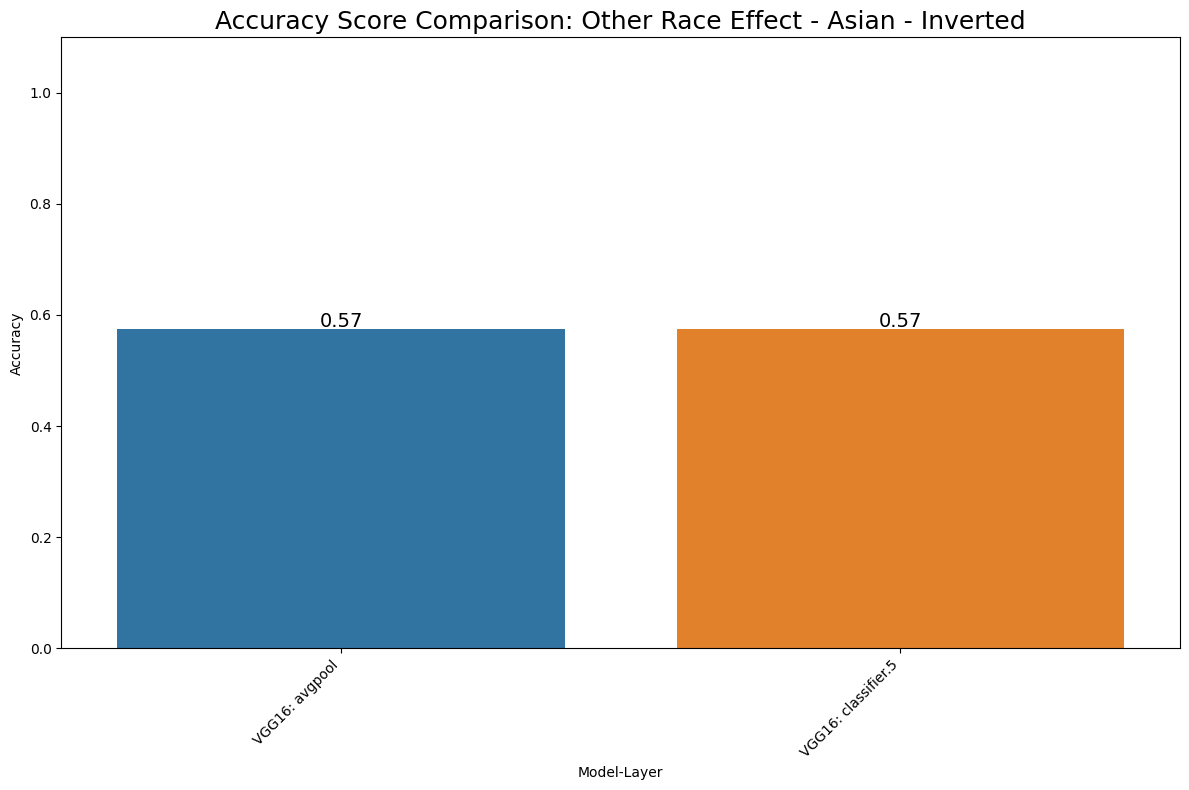 Accuracy Score Comparison: Other Race Effect - Asian - Inverted
1.0
0.8
0.6
0.4
0.2
0.0
Accuracy
0.57
0.57
VGG16: avgpool
VGG16: classifier.5
Model-Layer